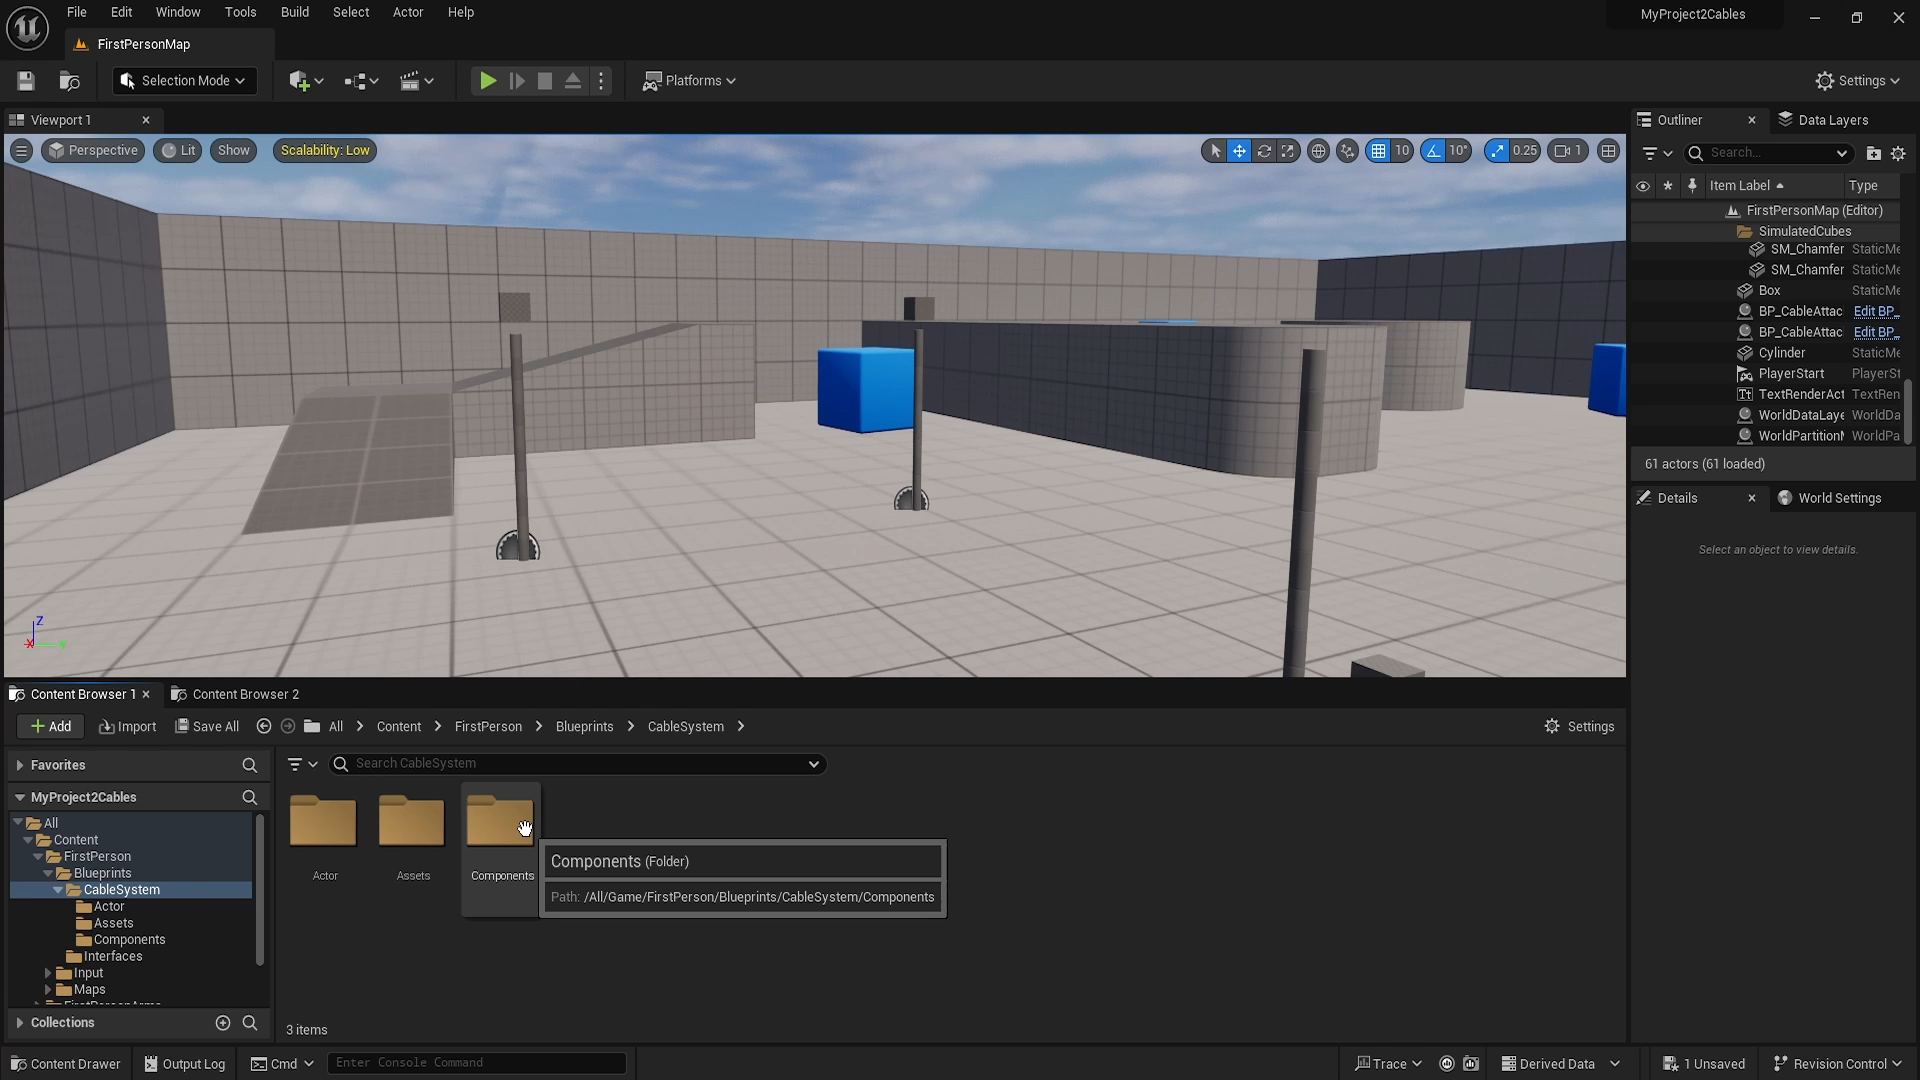 File Edit Window Tools Build Select Actor Help
MyProject2Cables
FirstPersonMap
Selection Mode
Platforms
Settings
Viewport 1
Perspective Lit Show Scalability: Low
10 10° 0.25 1
Outliner
Data Layers
Search...
Item Label Type
FirstPersonMap (Editor)
SimulatedCubes
SM_Chamfer StaticMe
SM_Chamfer StaticMe
Box StaticMe
BP_CableAttac Edit BP_
BP_CableAttac Edit BP_
Cylinder StaticMe
PlayerStart PlayerSt
TextRenderAct TextRen
WorldDataLaye WorldDa
WorldPartition WorldPa
61 actors (61 loaded)
Details
World Settings
Select an object to view details.
Z
X
Y
Content Browser 1
Content Browser 2
Add Import Save All All Content FirstPerson Blueprints CableSystem
Settings
Favorites
Search CableSystem
MyProject2Cables
All
Content
FirstPerson
Blueprints
CableSystem
Actor
Assets
Components
Interfaces
Input
Maps
Collections
Actor
Assets
Components
Components (Folder)
Path: /All/Game/FirstPerson/Blueprints/CableSystem/Components
3 items
Content Drawer Output Log Cmd Enter Console Command
Trace Derived Data 1 Unsaved Revision Control